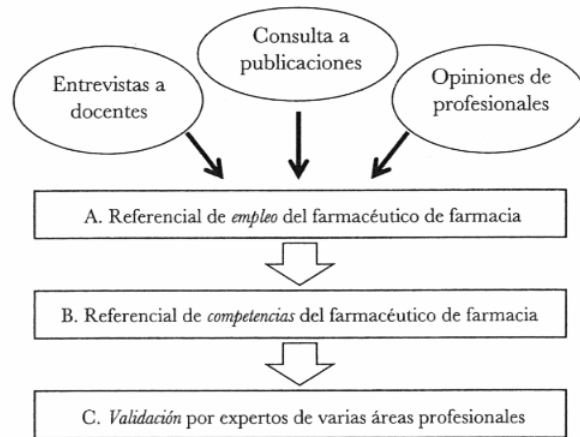 Consulta a
publicaciones
Entrevistas a
docentes
Opiniones de
profesionales
A. Referencial de empleo del farmacéutico de farmacia
B. Referencial de competencias del farmacéutico de farmacia
C. Validación por expertos de varias áreas profesionales